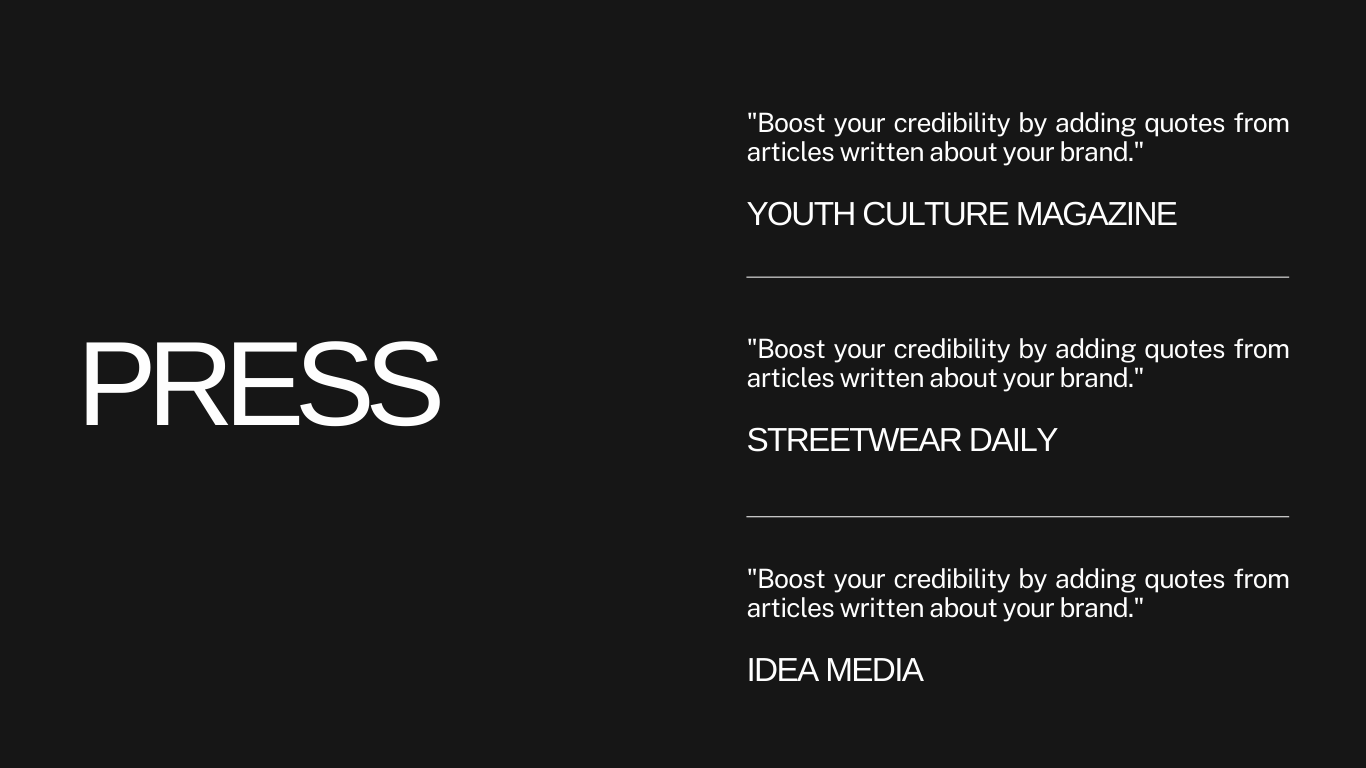 PRESS
"Boost your credibility by adding quotes from
articles written about your brand."
YOUTH CULTURE MAGAZINE
"Boost your credibility by adding quotes from
articles written about your brand."
STREETWEAR DAILY
"Boost your credibility by adding quotes from
articles written about your brand."
IDEA MEDIA